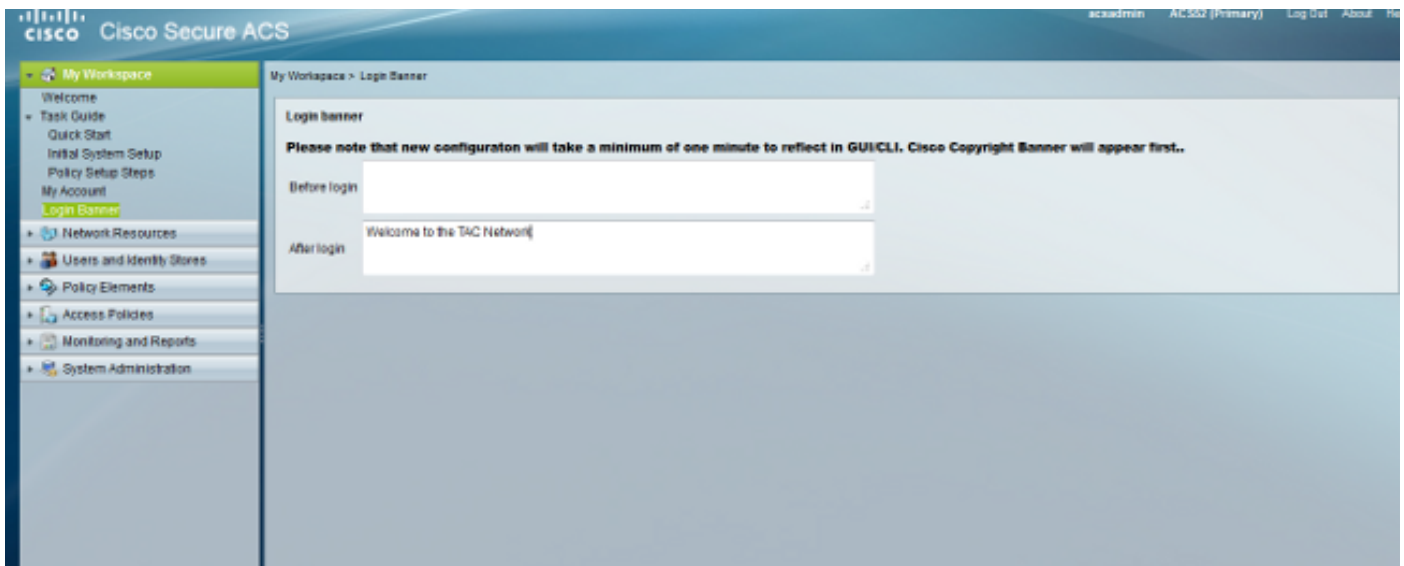 CISCO Cisco Secure ACS
acsadmin ACS52 (Primary) Log Out About He
My Workspace
Welcome
Task Guide
Quick Start
Initial System Setup
Policy Setup Steps
My Account
Login Banner
Network Resources
Users and Identity Stores
Policy Elements
Access Policies
Monitoring and Reports
System Administration
My Workspace > Login Banner
Login banner
Please note that new configuraton will take a minimum of one minute to reflect in GUI/CLI. Cisco Copyright Banner will appear first..
Before login
After login
Welcome to the TAC Network